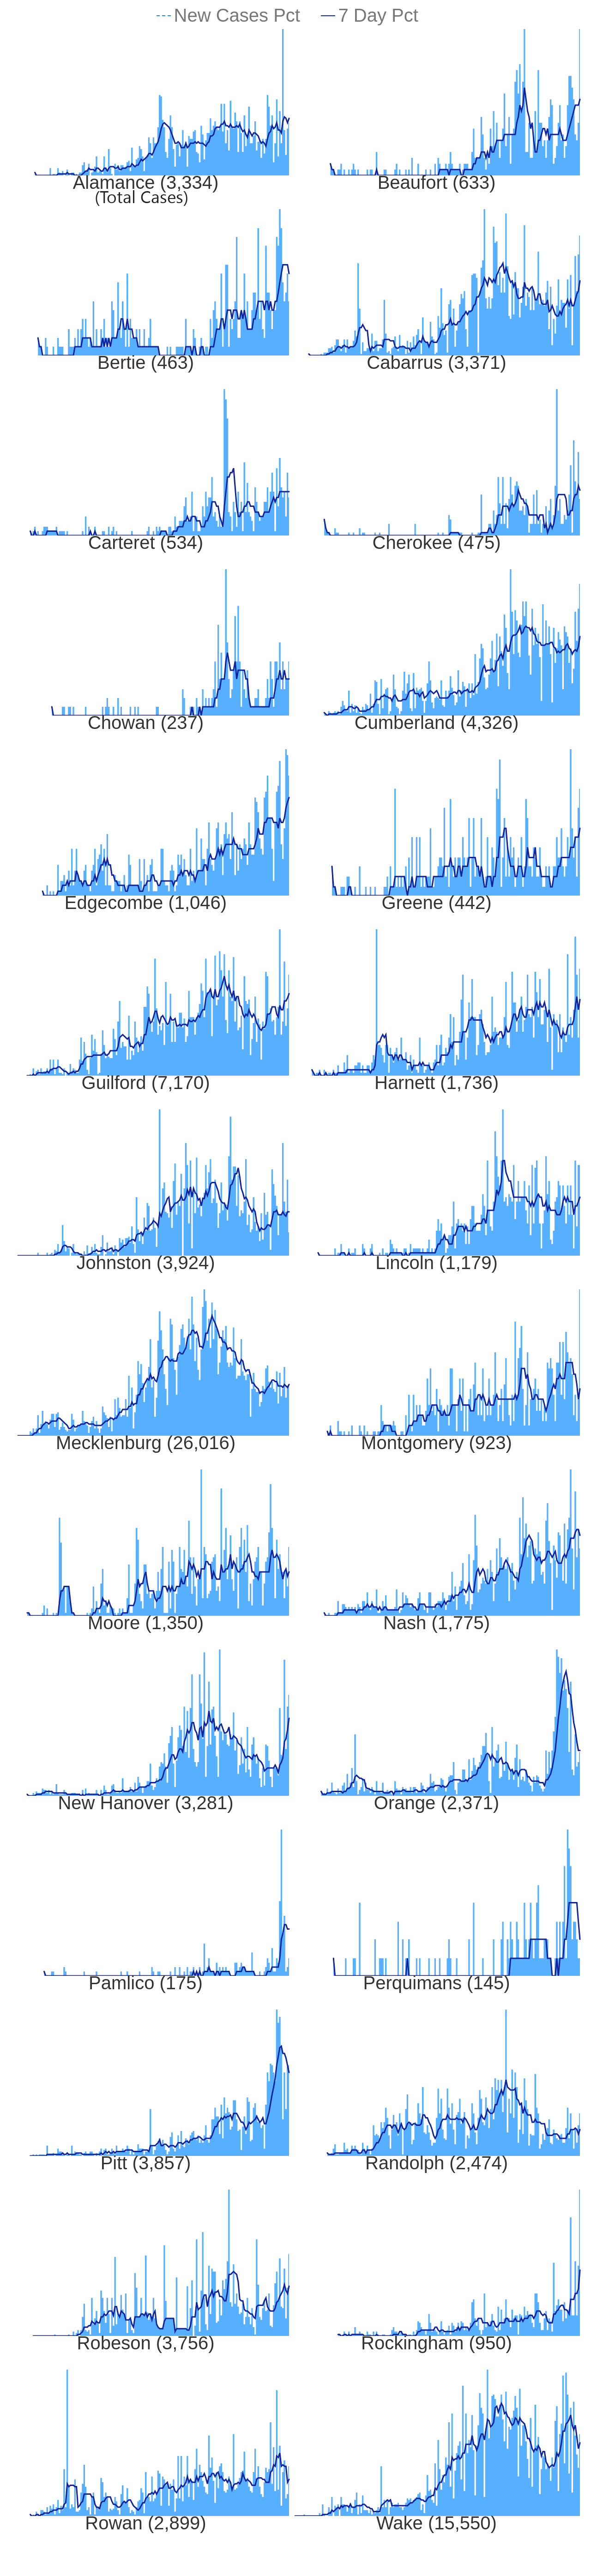 New Cases Pct 7 Day Pct
Alamance (3,334) Beaufort (633)
(Total Cases)
Bertie (463) Cabarrus (3,371)
Carteret (534) Cherokee (475)
Chowan (237) Cumberland (4,326)
Edgecombe (1,046) Greene (442)
Guilford (7,170) Harnett (1,736)
Johnston (3,924) Lincoln (1,179)
Mecklenburg (26,016) Montgomery (923)
Moore (1,350) Nash (1,775)
New Hanover (3,281) Orange (2,371)
Pamlico (175) Perquimans (145)
Pitt (3,857) Randolph (2,474)
Robeson (3,756) Rockingham (950)
Rowan (2,899) Wake (15,550)